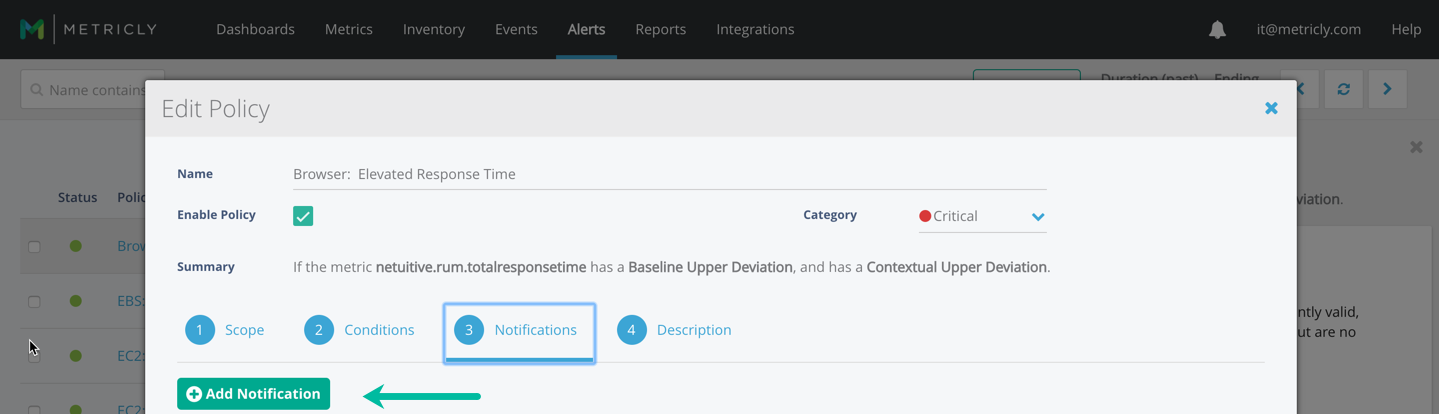 METRICLY Dashboards Metrics Inventory Events Alerts Reports Integrations it@metricly.com Help
Name contains
Duration (past) Ending
Edit Policy
Name Browser: Elevated Response Time
Status
viation.
Enable Policy
Category Critical
Brow
Summary If the metric netuitive.rum.totalresponsetime has a Baseline Upper Deviation, and has a Contextual Upper Deviation.
EBS:
ntly valid,
1 Scope 2 Conditions 3 Notifications 4 Description
ut are no
EC2:
Add Notification
EC2: